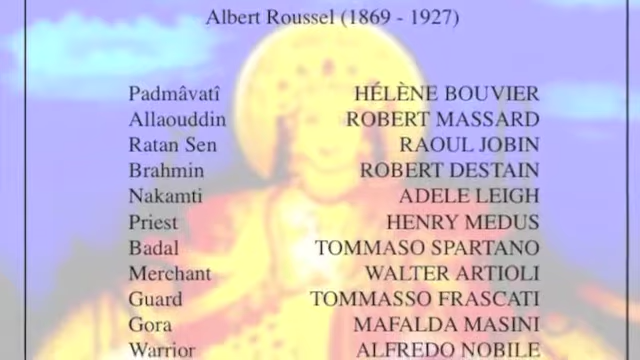 Albert Roussel (1869 - 1927)
Padmâvatî HÉLÈNE BOUVIER
Allaouddin ROBERT MASSARD
Ratan Sen RAOUL JOBIN
Brahmin ROBERT DESTAIN
Nakamti ADELE LEIGH
Priest HENRY MEDUS
Badal TOMMASO SPARTANO
Merchant WALTER ARTIOLI
Guard TOMMASSO FRASCATI
Gora MAFALDA MASINI
Warrior ALFREDO NOBILE